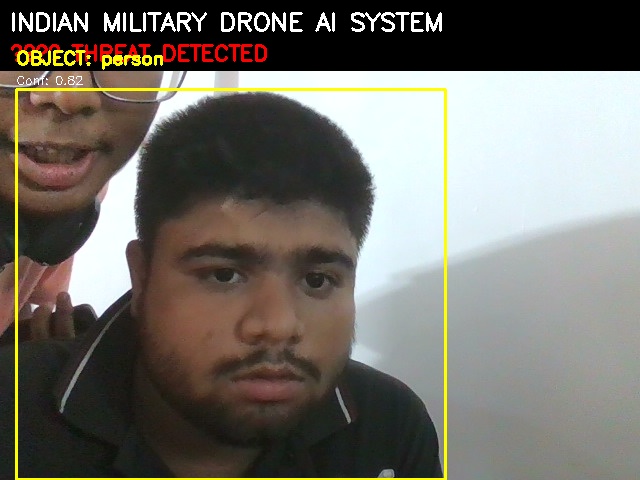 INDIAN MILITARY DRONE AI SYSTEM
THREAT DETECTED
OBJECT: person
Conf: 0.82